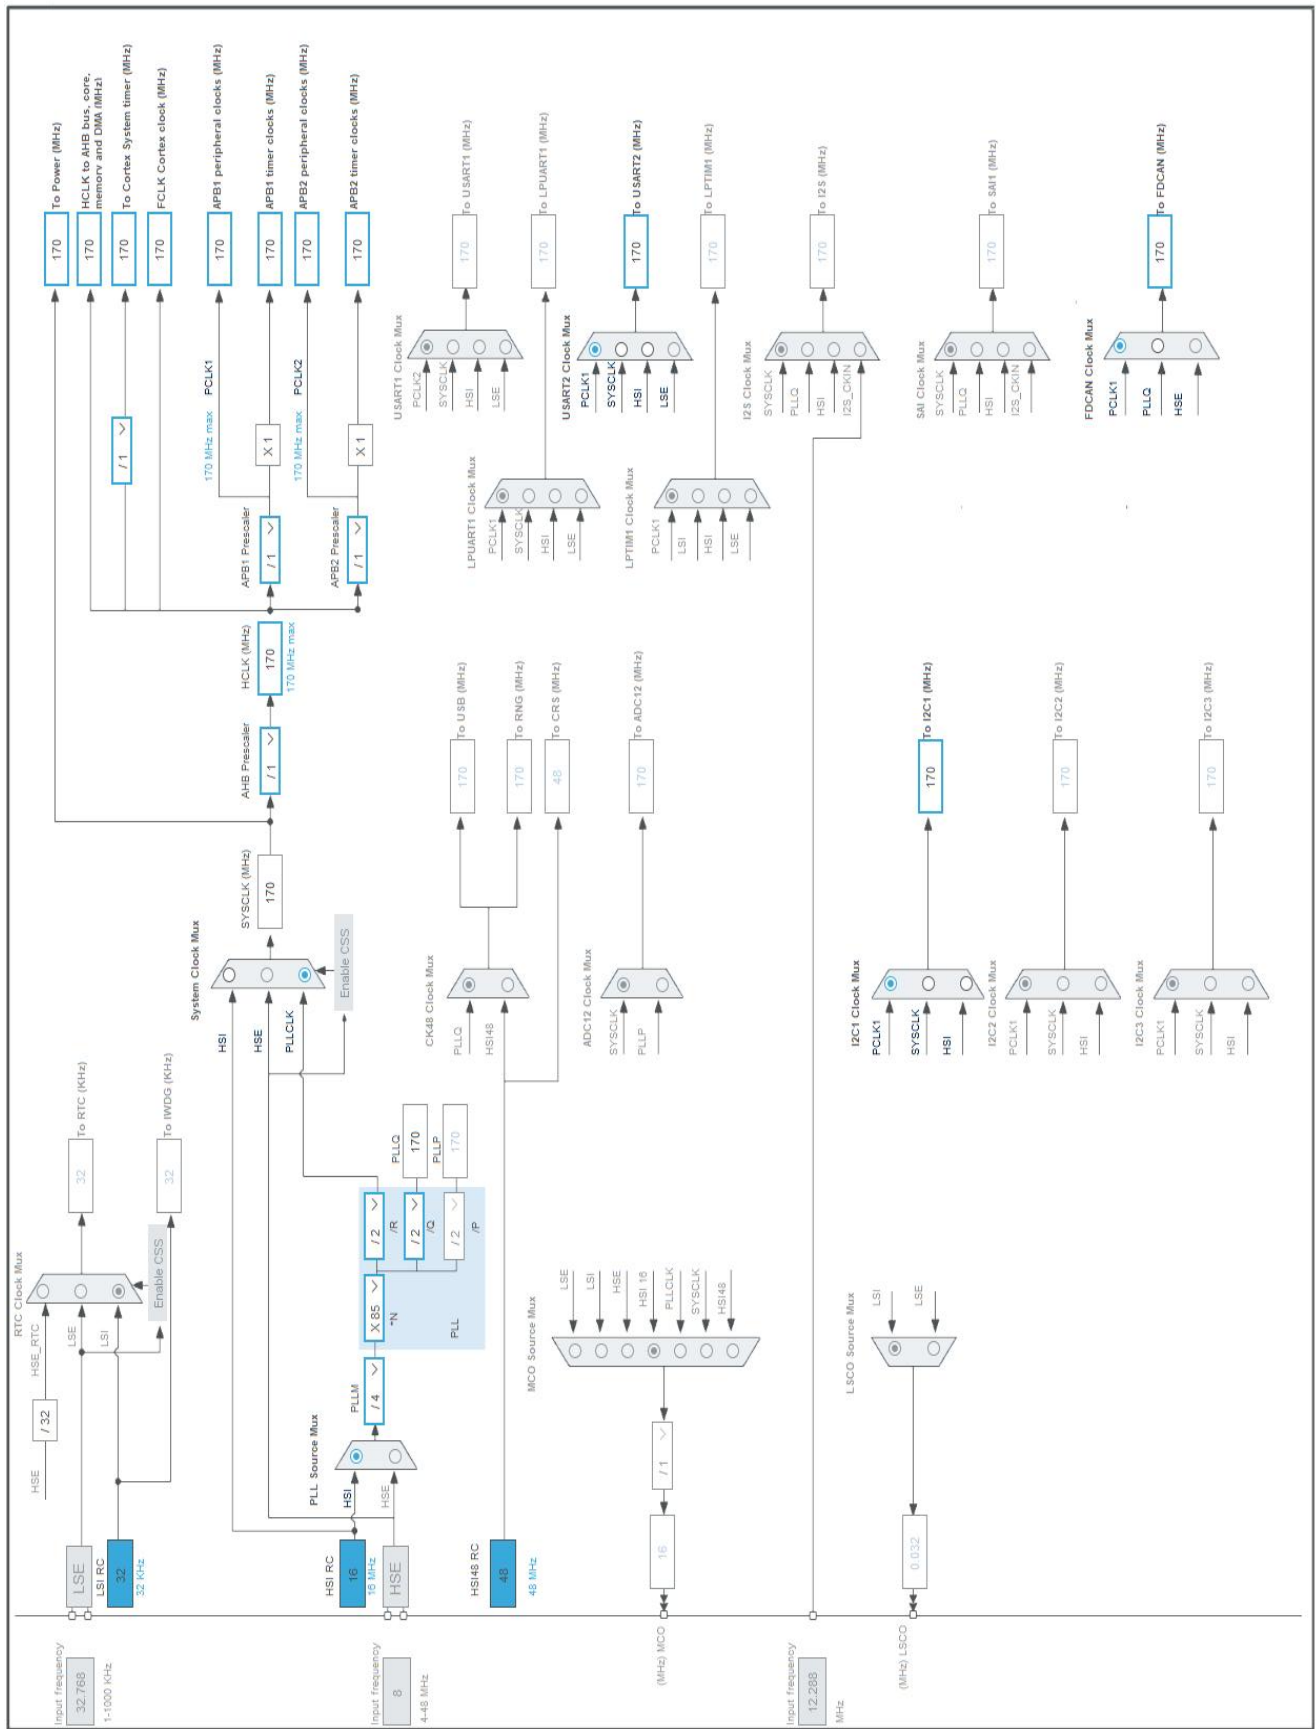 RTC Clock Mux
HSE
/ 32
HSE_RTC
LSE
LSI
Enable CSS
32
To RTC (KHz)
32
To IWDG (KHz)
Input frequency
32.768
1-1000 KHz
LSE
LSI RC
32
32 KHz
System Clock Mux
HSI
HSE
PLLCLK
Enable CSS
SYSCLK (MHz)
170
AHB Prescaler
/ 1
HCLK (MHz)
170
170 MHz max
APB1 Prescaler
/ 1
APB2 Prescaler
/ 1
/ 1
X 1
X 1
170 MHz max
PCLK1
170 MHz max
PCLK2
170
To Power (MHz)
170
HCLK to AHB bus, core,
memory and DMA (MHz)
170
To Cortex System timer (MHz)
170
FCLK Cortex clock (MHz)
170
APB1 peripheral clocks (MHz)
170
APB1 timer clocks (MHz)
170
APB2 peripheral clocks (MHz)
170
APB2 timer clocks (MHz)
Input frequency
8
4-48 MHz
HSI RC
16
16 MHz
HSE
PLL Source Mux
HSI
HSE
PLLM
/ 4
X 85
*N
PLL
/ 2
/R
/ 2
/Q
/ 2
/P
PLLQ
170
PLLP
170
HSI48 RC
48
48 MHz
CK48 Clock Mux
PLLQ
HSI48
170
To USB (MHz)
170
To RNG (MHz)
48
To CRS (MHz)
ADC12 Clock Mux
SYSCLK
PLLP
170
To ADC12 (MHz)
USART1 Clock Mux
PCLK2
SYSCLK
HSI
LSE
170
To USART1 (MHz)
LPUART1 Clock Mux
PCLK1
SYSCLK
HSI
LSE
170
To LPUART1 (MHz)
USART2 Clock Mux
PCLK1
SYSCLK
HSI
LSE
170
To USART2 (MHz)
LPTIM1 Clock Mux
PCLK1
LSI
HSI
LSE
170
To LPTIM1 (MHz)
I2S Clock Mux
SYSCLK
PLLQ
HSI
I2S_CKIN
170
To I2S (MHz)
SAI Clock Mux
SYSCLK
PLLQ
HSI
I2S_CKIN
170
To SAI1 (MHz)
FDCAN Clock Mux
PCLK1
PLLQ
HSE
170
To FDCAN (MHz)
MCO Source Mux
LSE
LSI
HSE
HSI 16
PLLCLK
SYSCLK
HSI48
/ 1
16
(MHz) MCO
Input frequency
12.288
MHz
LSCO Source Mux
LSI
LSE
0.032
(MHz) LSCO
I2C1 Clock Mux
PCLK1
SYSCLK
HSI
170
To I2C1 (MHz)
I2C2 Clock Mux
PCLK1
SYSCLK
HSI
170
To I2C2 (MHz)
I2C3 Clock Mux
PCLK1
SYSCLK
HSI
170
To I2C3 (MHz)